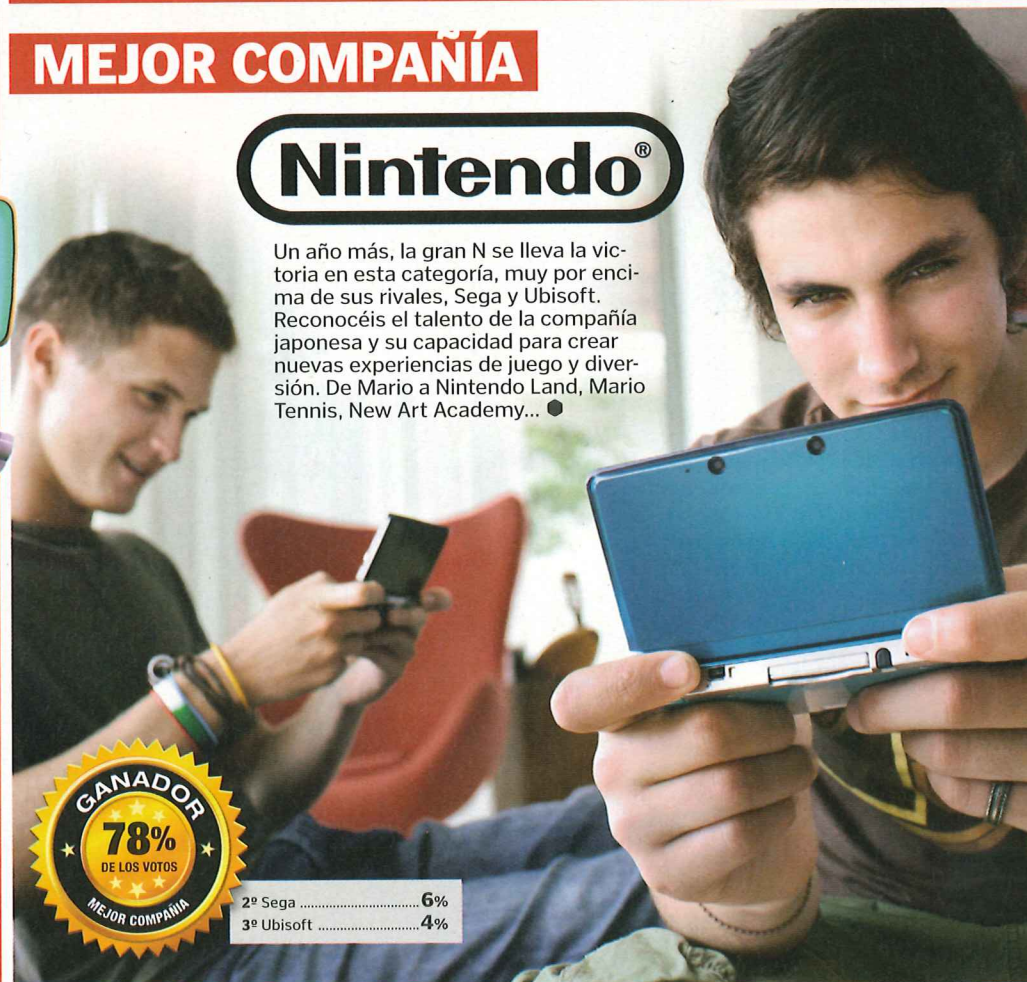 MEJOR COMPAÑÍA
Nintendo®
Un año más, la gran N se lleva la vic-
toria en esta categoría, muy por enci-
ma de sus rivales, Sega y Ubisoft.
Reconocéis el talento de la compañía
japonesa y su capacidad para crear
nuevas experiencias de juego y diver-
sión. De Mario a Nintendo Land, Mario
Tennis, New Art Academy...
GANADOR
78%
DE LOS VOTOS
MEJOR COMPAÑIA
2º Sega ..............................6%
3º Ubisoft ..........................4%